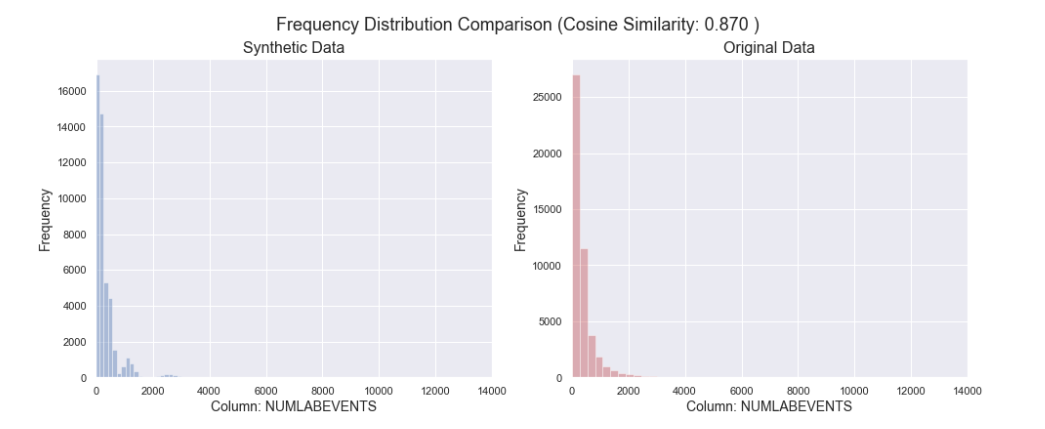 Frequency Distribution Comparison (Cosine Similarity: 0.870 )
Synthetic Data
Frequency
16000
14000
12000
10000
8000
6000
4000
2000
0
0 2000 4000 6000 8000 10000 12000 14000
Column: NUMLABEVENTS
Original Data
Frequency
25000
20000
15000
10000
5000
0
0 2000 4000 6000 8000 10000 12000 14000
Column: NUMLABEVENTS